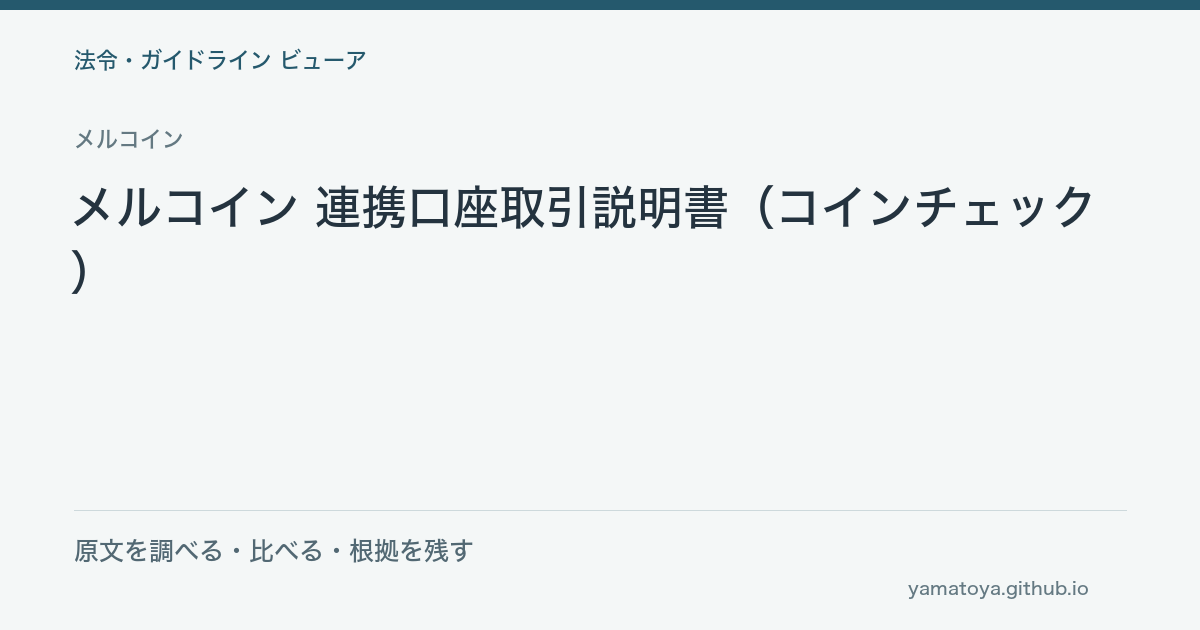 法令・ガイドライン ビューア
メルコイン
メルコイン 連携口座取引説明書（コインチェック
）
原文を調べる・比べる・根拠を残す
yamatoya.github.io